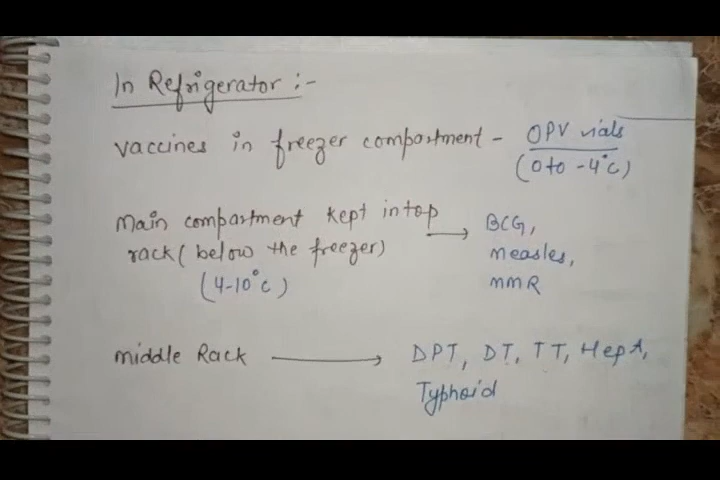 In Refrigerator :-
vaccines in freezer compartment - OPV vials
(0 to -4°C)
Main compartment kept in top
rack ( below the freezer) → BCG,
measles,
(4-10°C) MMR
middle Rack → DPT, DT, TT, Hep A,
Typhoid